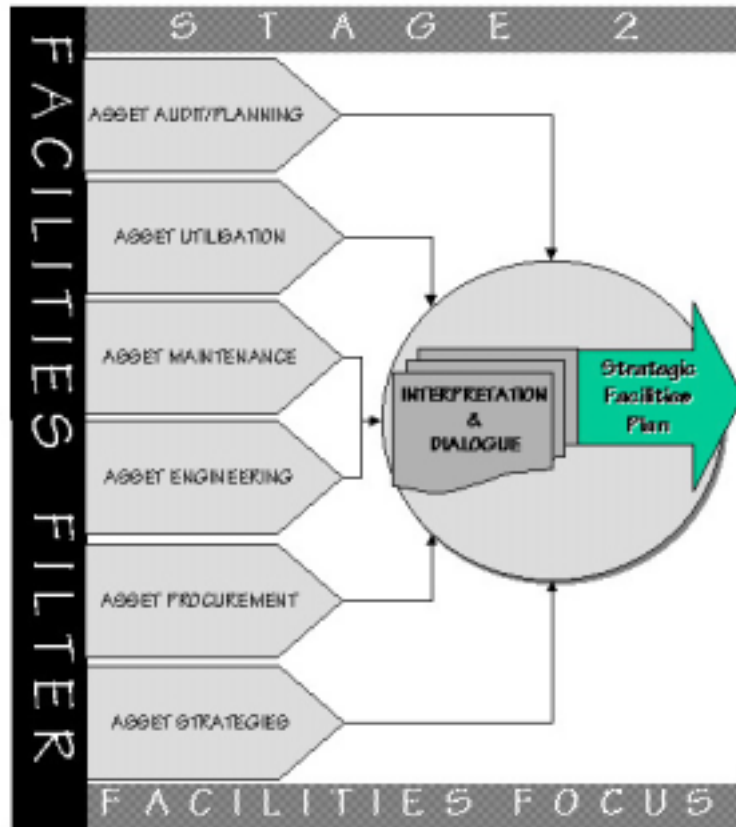 STAGE 2
FACILITIES FILTER
ASSET AUDIT/PLANNING
ASSET UTILISATION
ASSET MAINTENANCE
ASSET ENGINEERING
ASSET PROCUREMENT
ASSET STRATEGIES
INTERPRETATION
&
DIALOGUE
Strategic
Facilities
Plan
FACILITIES FOCUS